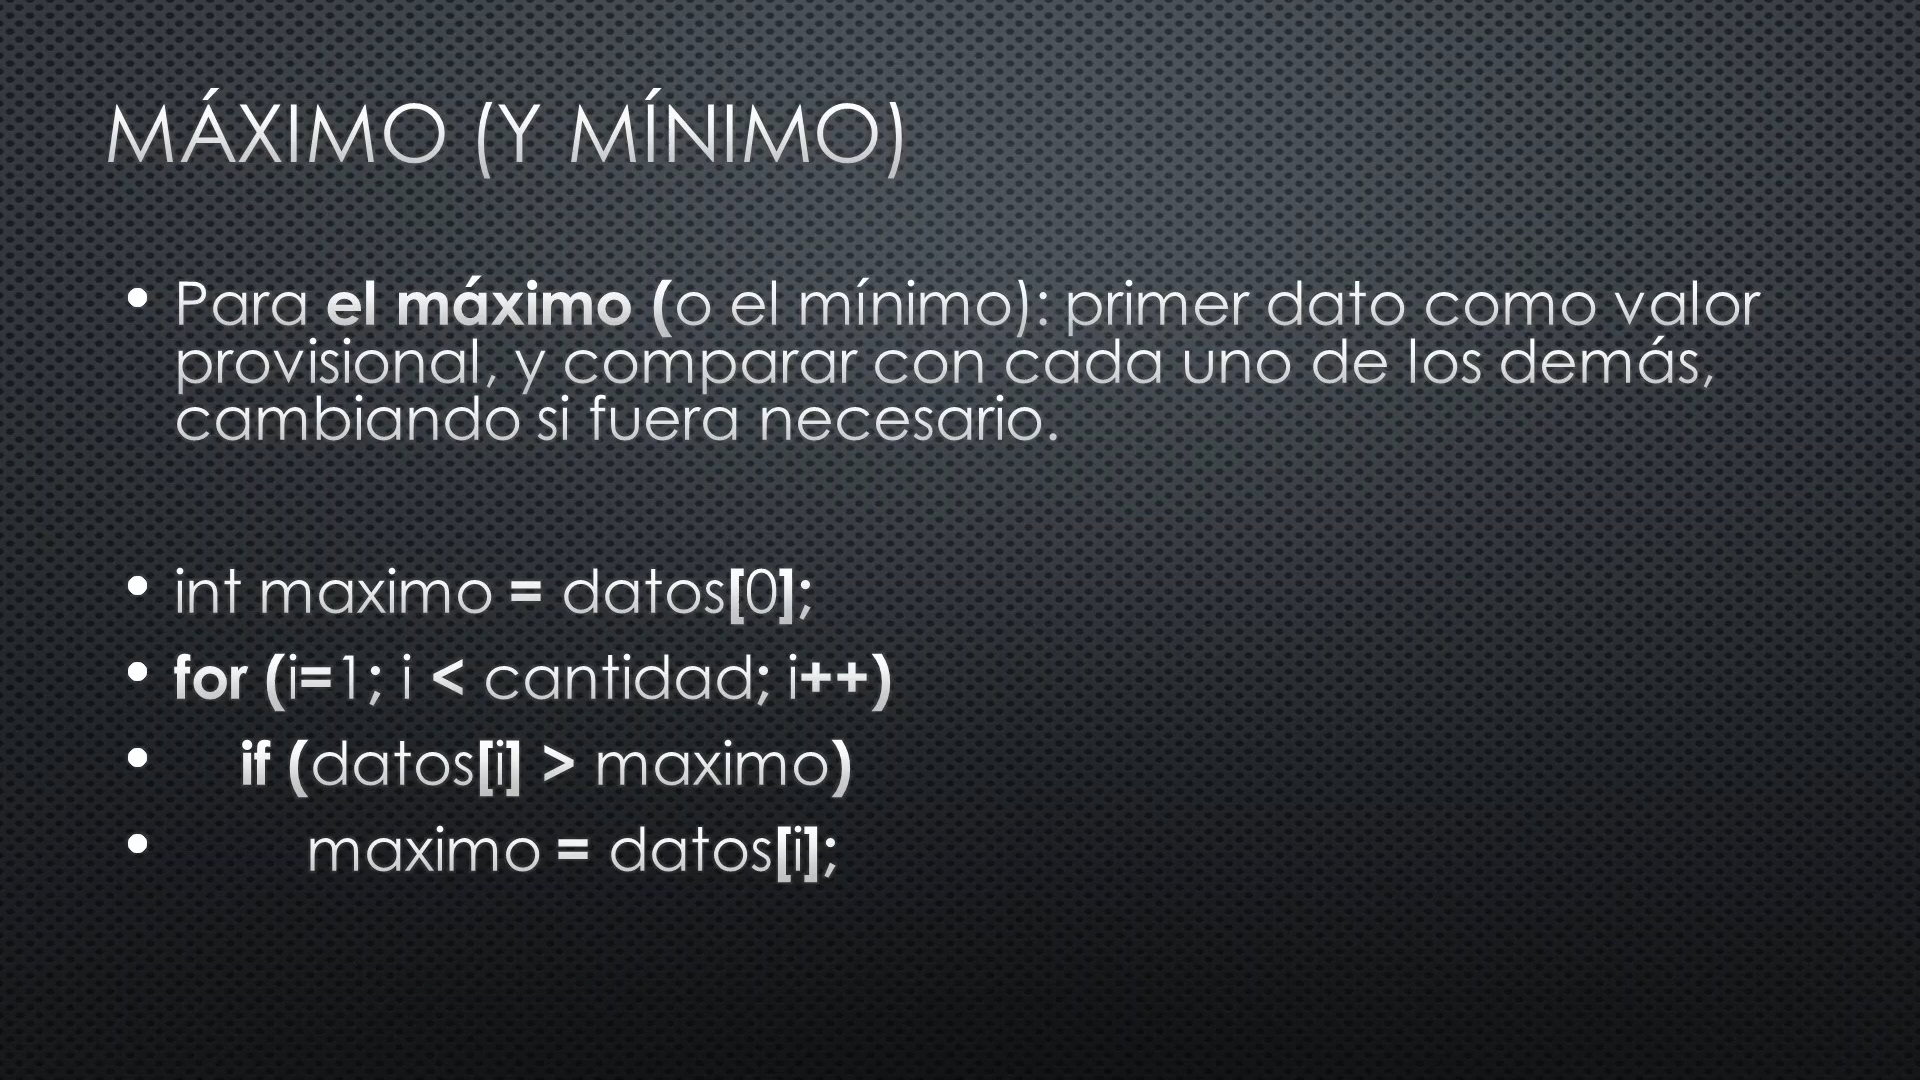 MÁXIMO (Y MÍNIMO)
• Para el máximo (o el mínimo): primer dato como valor
provisional, y comparar con cada uno de los demás,
cambiando si fuera necesario.
• int maximo = datos[0];
• for (i=1; i < cantidad; i++)
• if (datos[i] > maximo)
• maximo = datos[i];